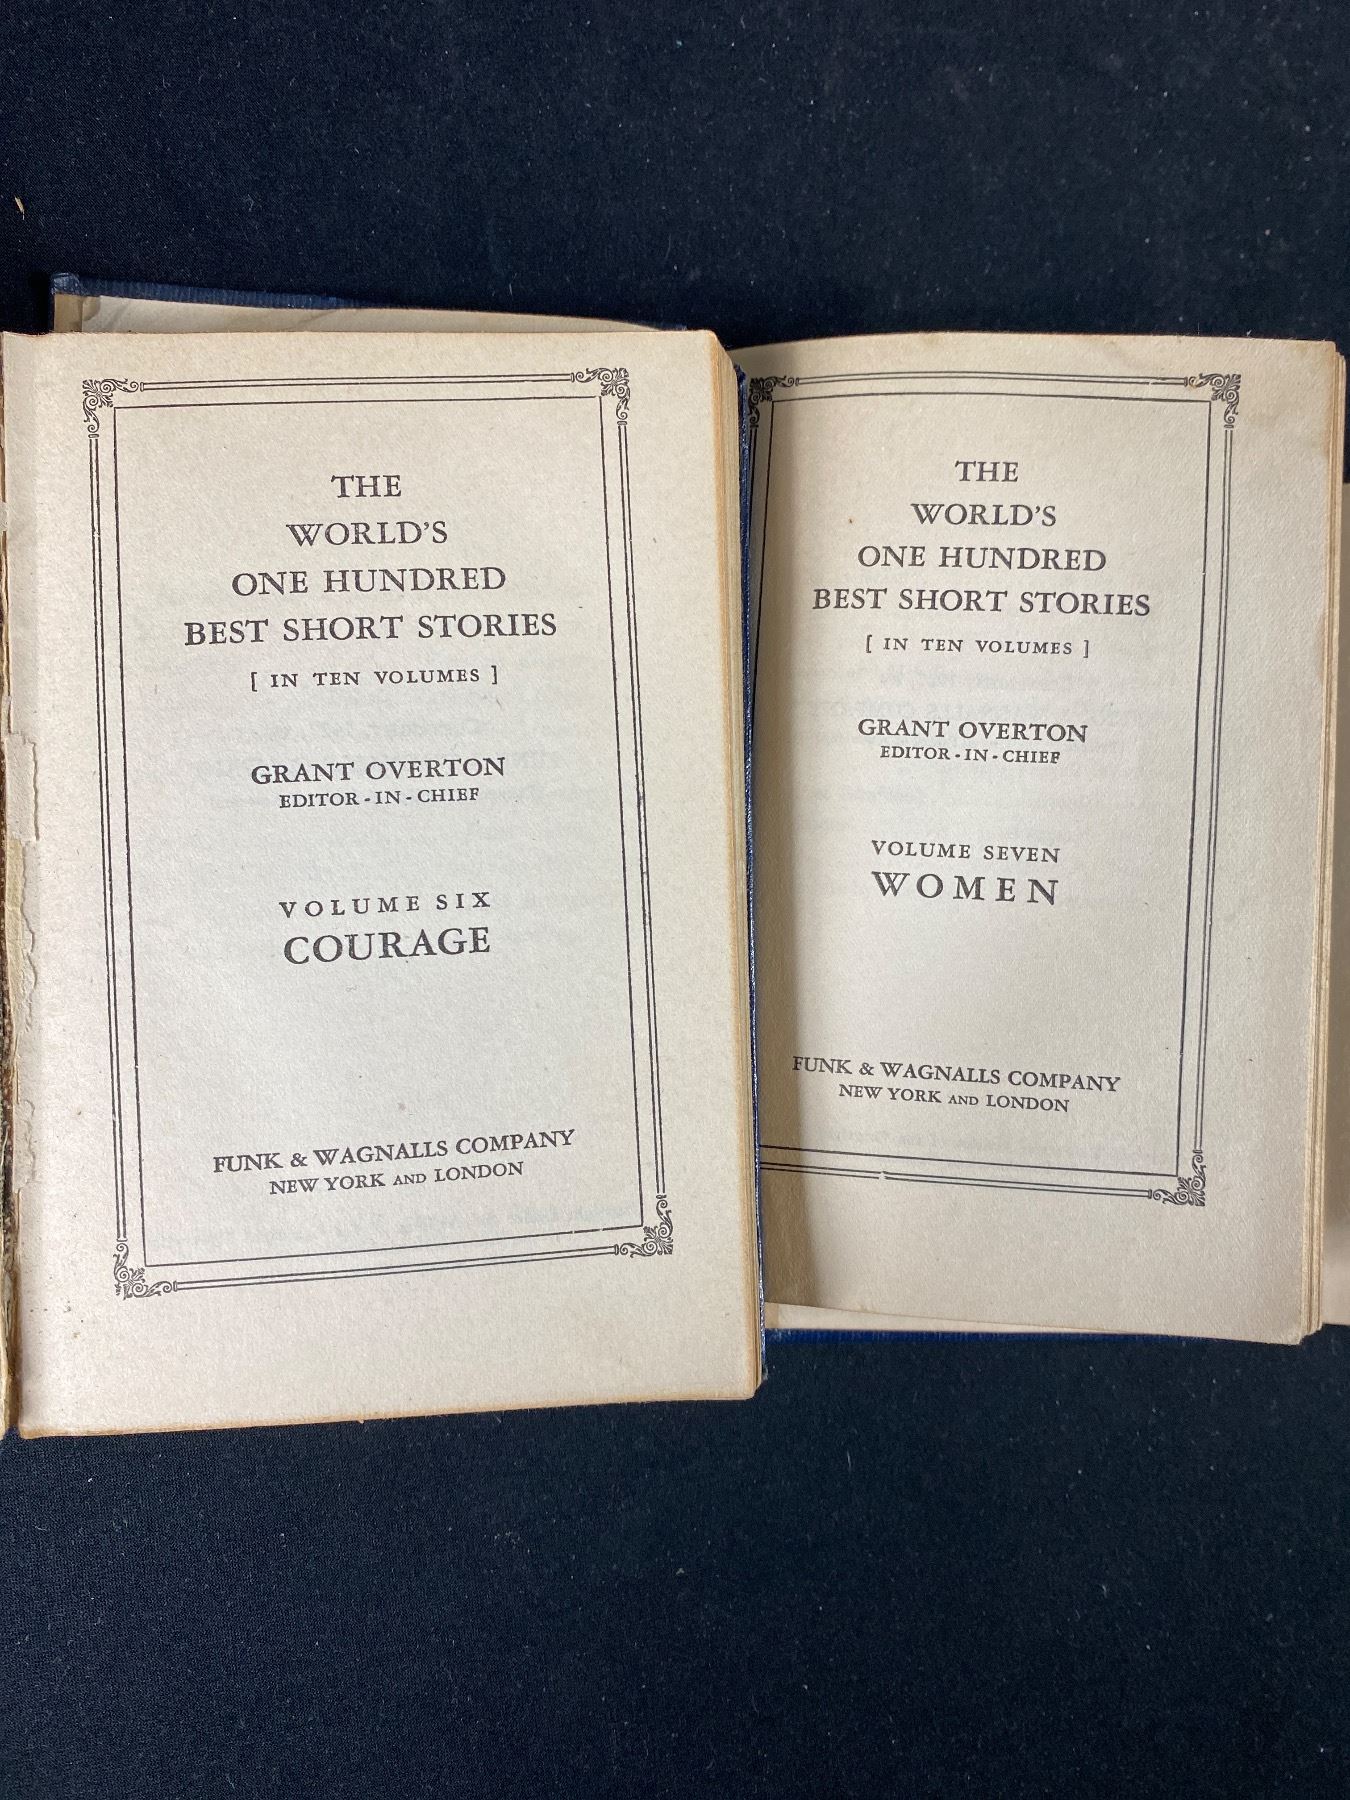 THE
WORLD'S
ONE HUNDRED
BEST SHORT STORIES
[ IN TEN VOLUMES ]
GRANT OVERTON
EDITOR-IN-CHIEF
VOLUME SIX
COURAGE
FUNK & WAGNALLS COMPANY
NEW YORK AND LONDON
THE
WORLD'S
ONE HUNDRED
BEST SHORT STORIES
[ IN TEN VOLUMES ]
GRANT OVERTON
EDITOR-IN-CHIEF
VOLUME SEVEN
WOMEN
FUNK & WAGNALLS COMPANY
NEW YORK AND LONDON